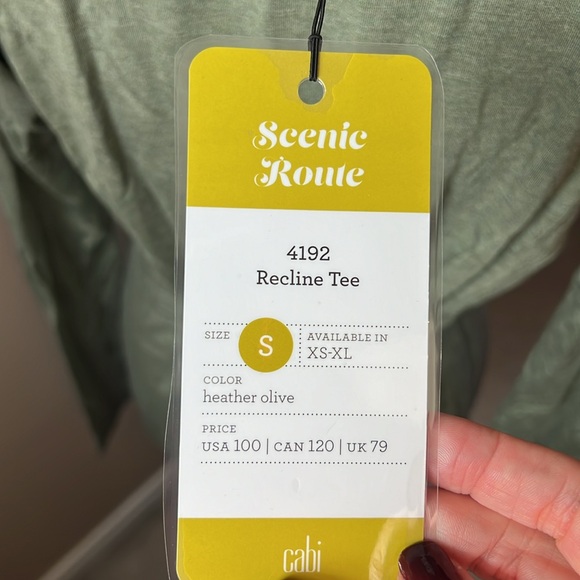 Scenic
Route
4192
Recline Tee
SIZE
S
AVAILABLE IN
XS-XL
COLOR
heather olive
PRICE
USA 100 | CAN 120 | UK 79
cabi